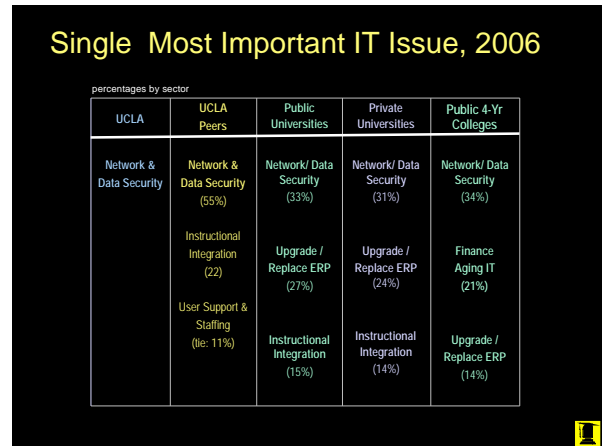 Single  Most Important IT Issue, 2006
percentages by sector
UCLA
UCLA
Peers
Public
Universities
Private
Universities
Public 4-Yr
Colleges
Network &
Data Security
Network &
Data Security
(55%)
Instructional
Integration
(22)
User Support &
Staffing
(tie: 11%)
Network/ Data
Security
(33%)
Upgrade /
Replace ERP
(27%)
Instructional
Integration
(15%)
Network/ Data
Security
(31%)
Upgrade /
Replace ERP
(24%)
Instructional
Integration
(14%)
Network/ Data
Security
(34%)
Finance
Aging IT
(21%)
Upgrade /
Replace ERP
(14%)